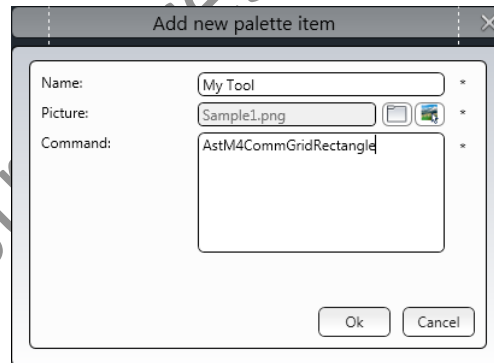 Add new palette item
Name:
My Tool
*
Picture:
Sample1.png
*
Command:
AstM4CommGridRectangle
*
Ok
Cancel